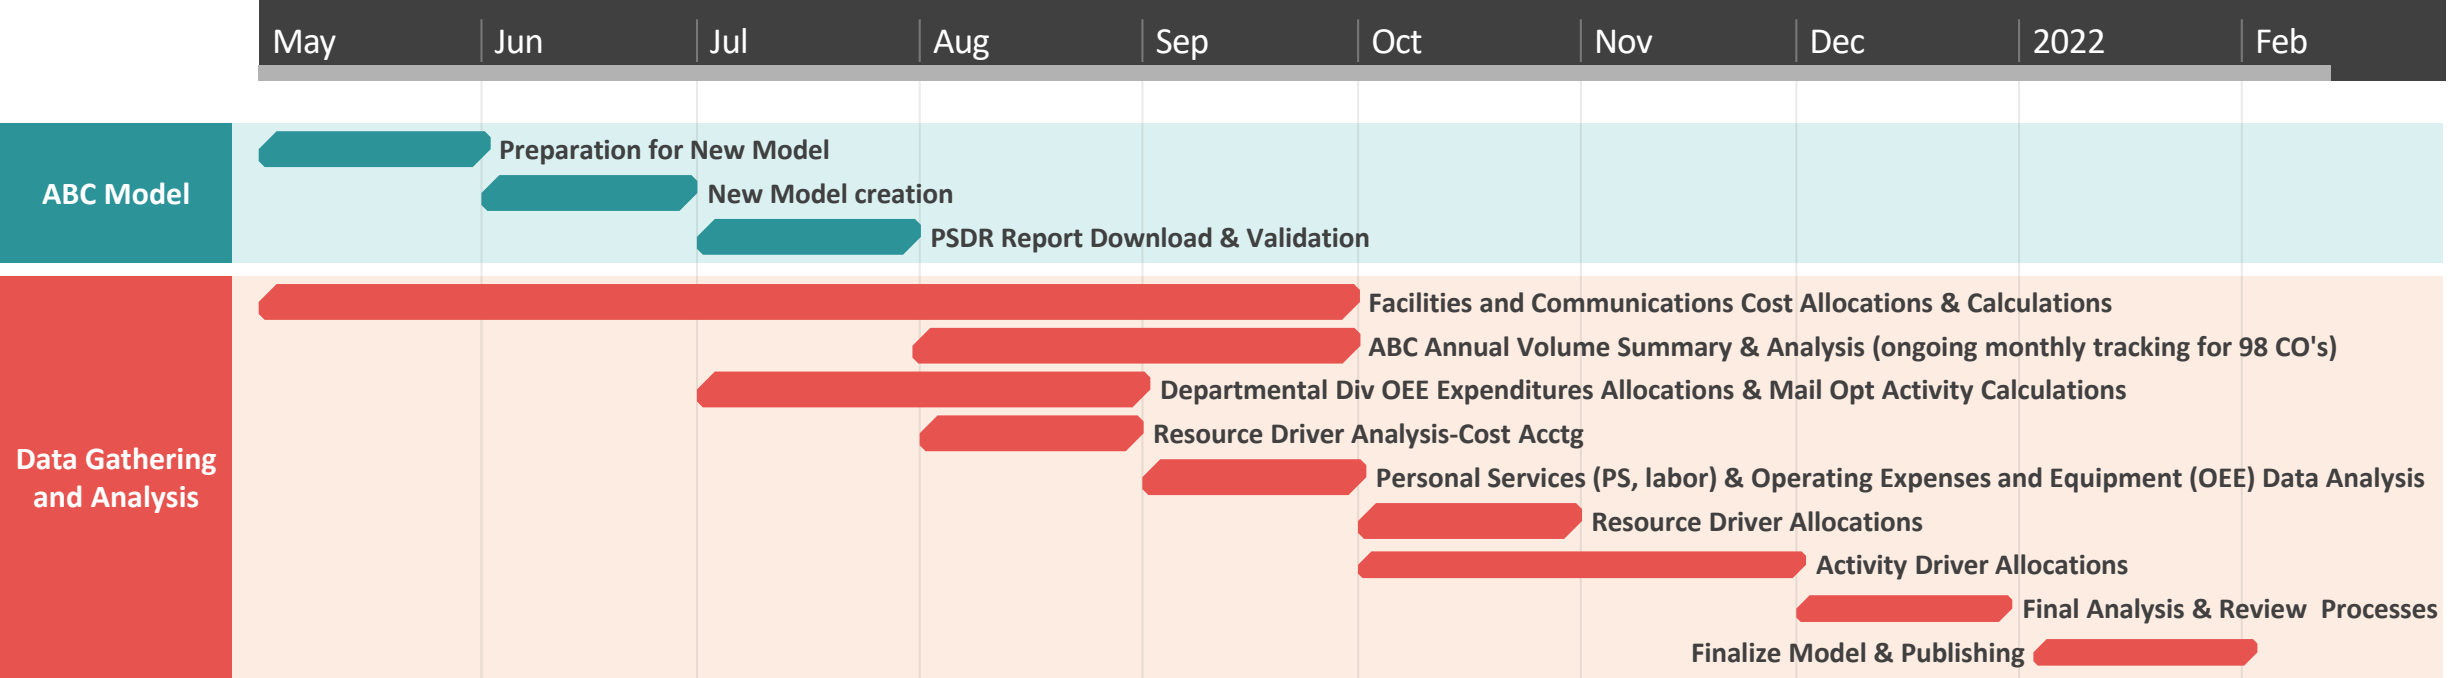 May Jun Jul Aug Sep Oct Nov Dec 2022 Feb
ABC Model
Preparation for New Model
New Model creation
PSDR Report Download & Validation
Data Gathering
and Analysis
Facilities and Communications Cost Allocations & Calculations
ABC Annual Volume Summary & Analysis (ongoing monthly tracking for 98 CO's)
Departmental Div OEE Expenditures Allocations & Mail Opt Activity Calculations
Resource Driver Analysis-Cost Acctg
Personal Services (PS, labor) & Operating Expenses and Equipment (OEE) Data Analysis
Resource Driver Allocations
Activity Driver Allocations
Final Analysis & Review  Processes
Finalize Model & Publishing